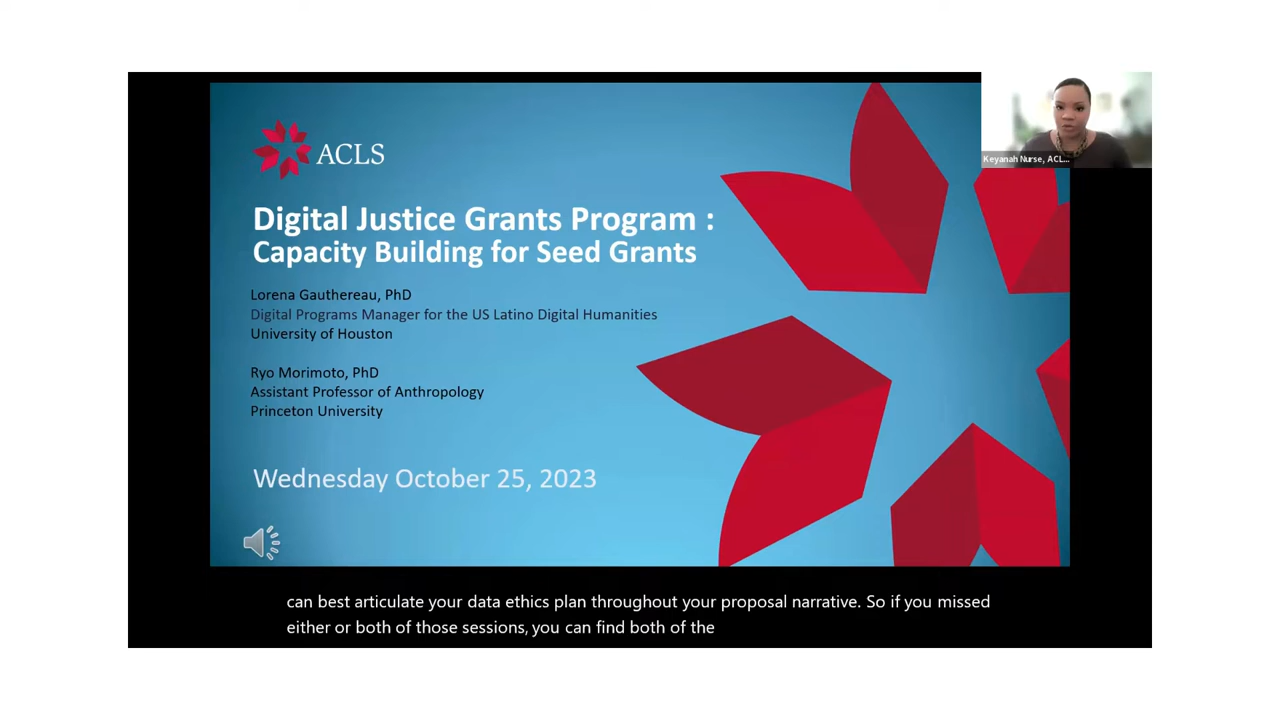 ACLS
Digital Justice Grants Program :
Capacity Building for Seed Grants
Lorena Gauthereau, PhD
Digital Programs Manager for the US Latino Digital Humanities
University of Houston
Ryo Morimoto, PhD
Assistant Professor of Anthropology
Princeton University
Wednesday October 25, 2023
Keyanah Nurse, ACL...
can best articulate your data ethics plan throughout your proposal narrative. So if you missed
either or both of those sessions, you can find both of the